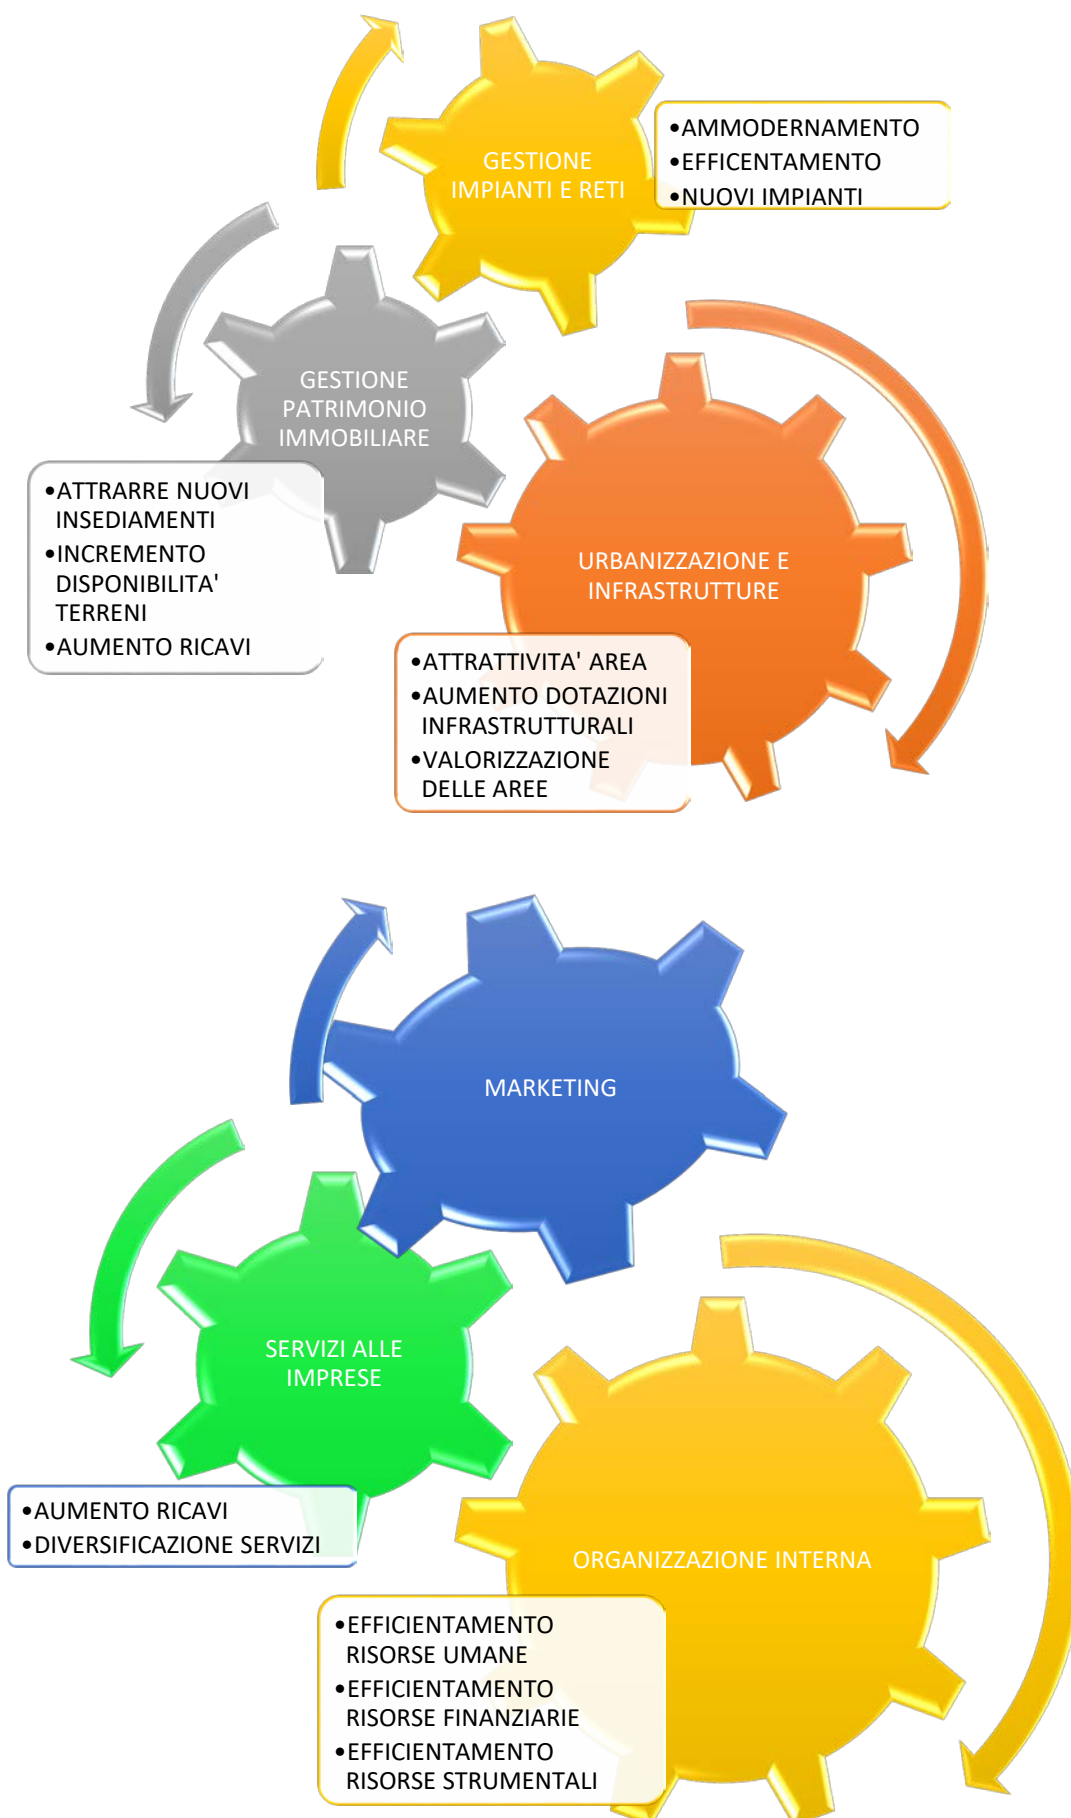 GESTIONE
IMPIANTI E RETI
•AMMODERNAMENTO
•EFFICENTAMENTO
•NUOVI IMPIANTI
GESTIONE
PATRIMONIO
IMMOBILIARE
•ATTRARRE NUOVI
INSEDIAMENTI
•INCREMENTO
DISPONIBILITA'
TERRENI
•AUMENTO RICAVI
URBANIZZAZIONE E
INFRASTRUTTURE
•ATTRATTIVITA' AREA
•AUMENTO DOTAZIONI
INFRASTRUTTURALI
•VALORIZZAZIONE
DELLE AREE
MARKETING
SERVIZI ALLE
IMPRESE
•AUMENTO RICAVI
•DIVERSIFICAZIONE SERVIZI
ORGANIZZAZIONE INTERNA
•EFFICIENTAMENTO
RISORSE UMANE
•EFFICIENTAMENTO
RISORSE FINANZIARIE
•EFFICIENTAMENTO
RISORSE STRUMENTALI